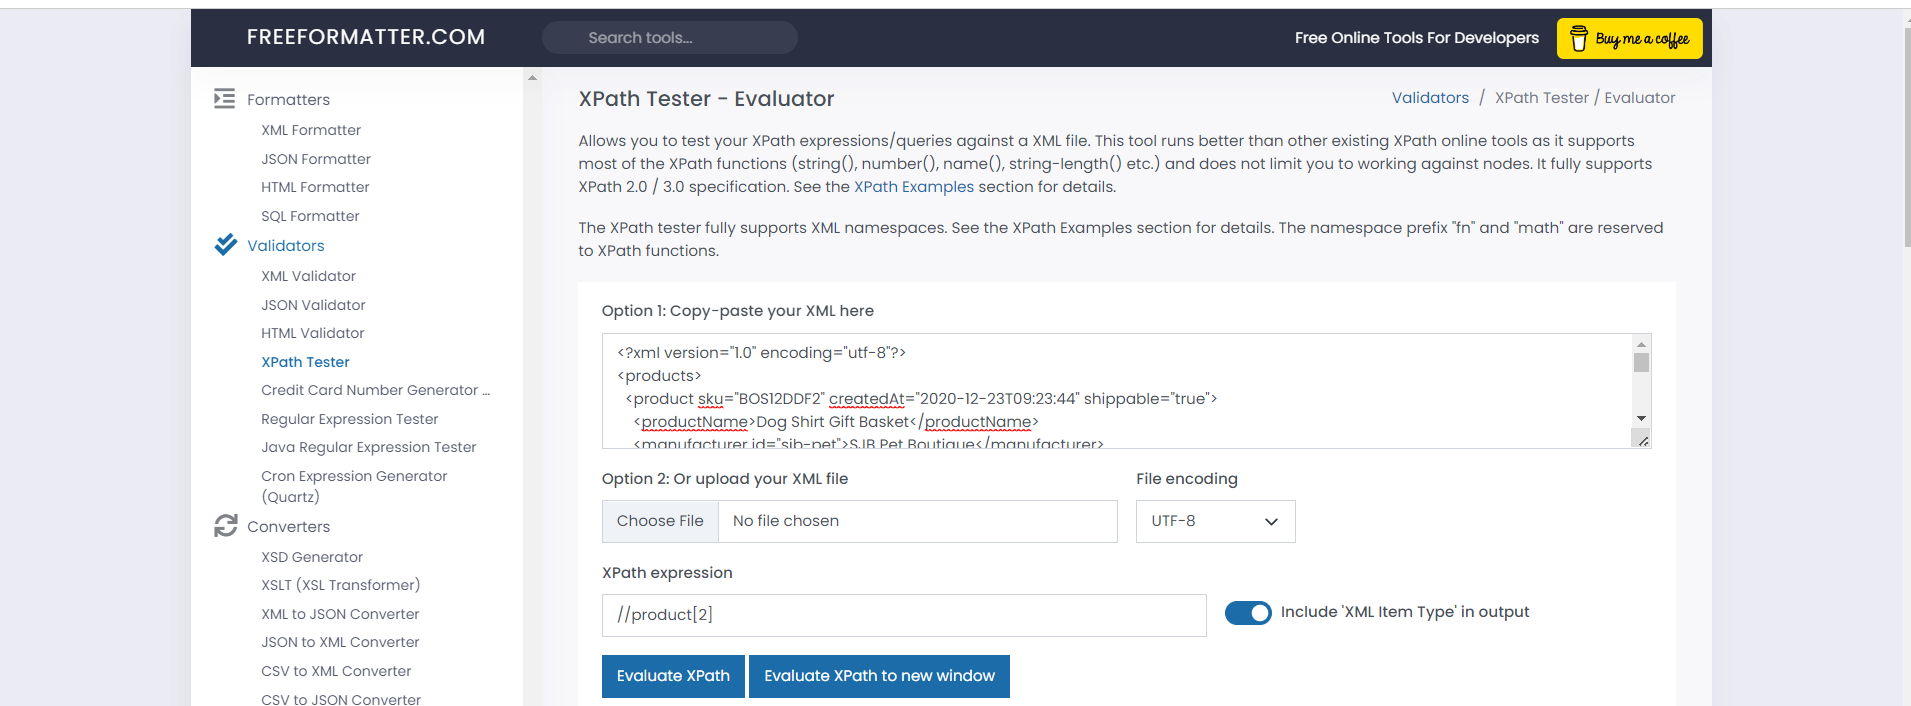 FREEFORMATTER.COM
Search tools...
Free Online Tools For Developers
Buy me a coffee
Formatters
XML Formatter
JSON Formatter
HTML Formatter
SQL Formatter
Validators
XML Validator
JSON Validator
HTML Validator
XPath Tester
Credit Card Number Generator ...
Regular Expression Tester
Java Regular Expression Tester
Cron Expression Generator
(Quartz)
Converters
XSD Generator
XSLT (XSL Transformer)
XML to JSON Converter
JSON to XML Converter
CSV to XML Converter
CSV to JSON Converter
XPath Tester - Evaluator
Validators / XPath Tester / Evaluator
Allows you to test your XPath expressions/queries against a XML file. This tool runs better than other existing XPath online tools as it supports
most of the XPath functions (string(), number(), name(), string-length() etc.) and does not limit you to working against nodes. It fully supports
XPath 2.0 / 3.0 specification. See the XPath Examples section for details.
The XPath tester fully supports XML namespaces. See the XPath Examples section for details. The namespace prefix "fn" and "math" are reserved
to XPath functions.
Option 1: Copy-paste your XML here
<?xml version="1.0" encoding="utf-8"?>
<products>
<product sku="BOS12DDF2" createdAt="2020-12-23T09:23:44" shippable="true">
<productName>Dog Shirt Gift Basket</productName>
<manufacturer id="sjb-pet">SJB Pet Boutique</manufacturer>
Option 2: Or upload your XML file
File encoding
Choose File
No file chosen
UTF-8
XPath expression
//product[2]
Include 'XML Item Type' in output
Evaluate XPath
Evaluate XPath to new window